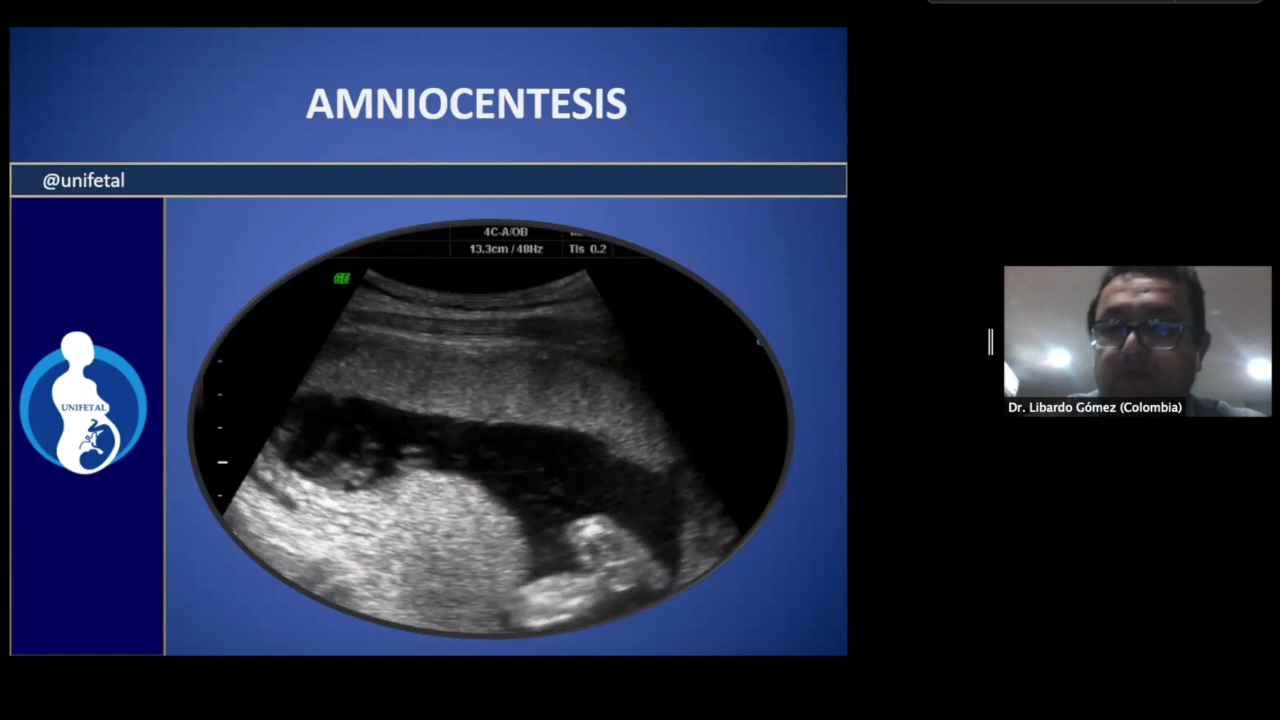 AMNIOCENTESIS
@unifetal
4C-A/OB
13.3cm / 48Hz
Tis 0.2
UNIFETAL
Dr. Libardo Gómez (Colombia)